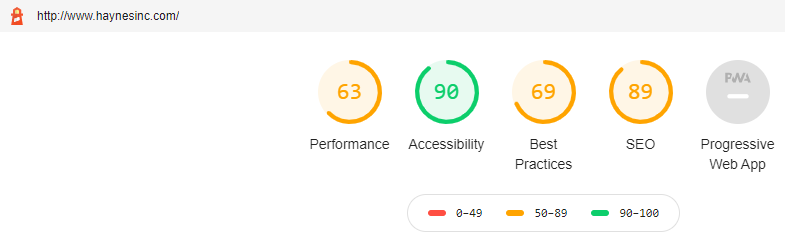 http://www.haynesinc.com/
63
90
69
89
PWA
Performance
Accessibility
Best
Practices
SEO
Progressive
Web App
0–49
50–89
90–100